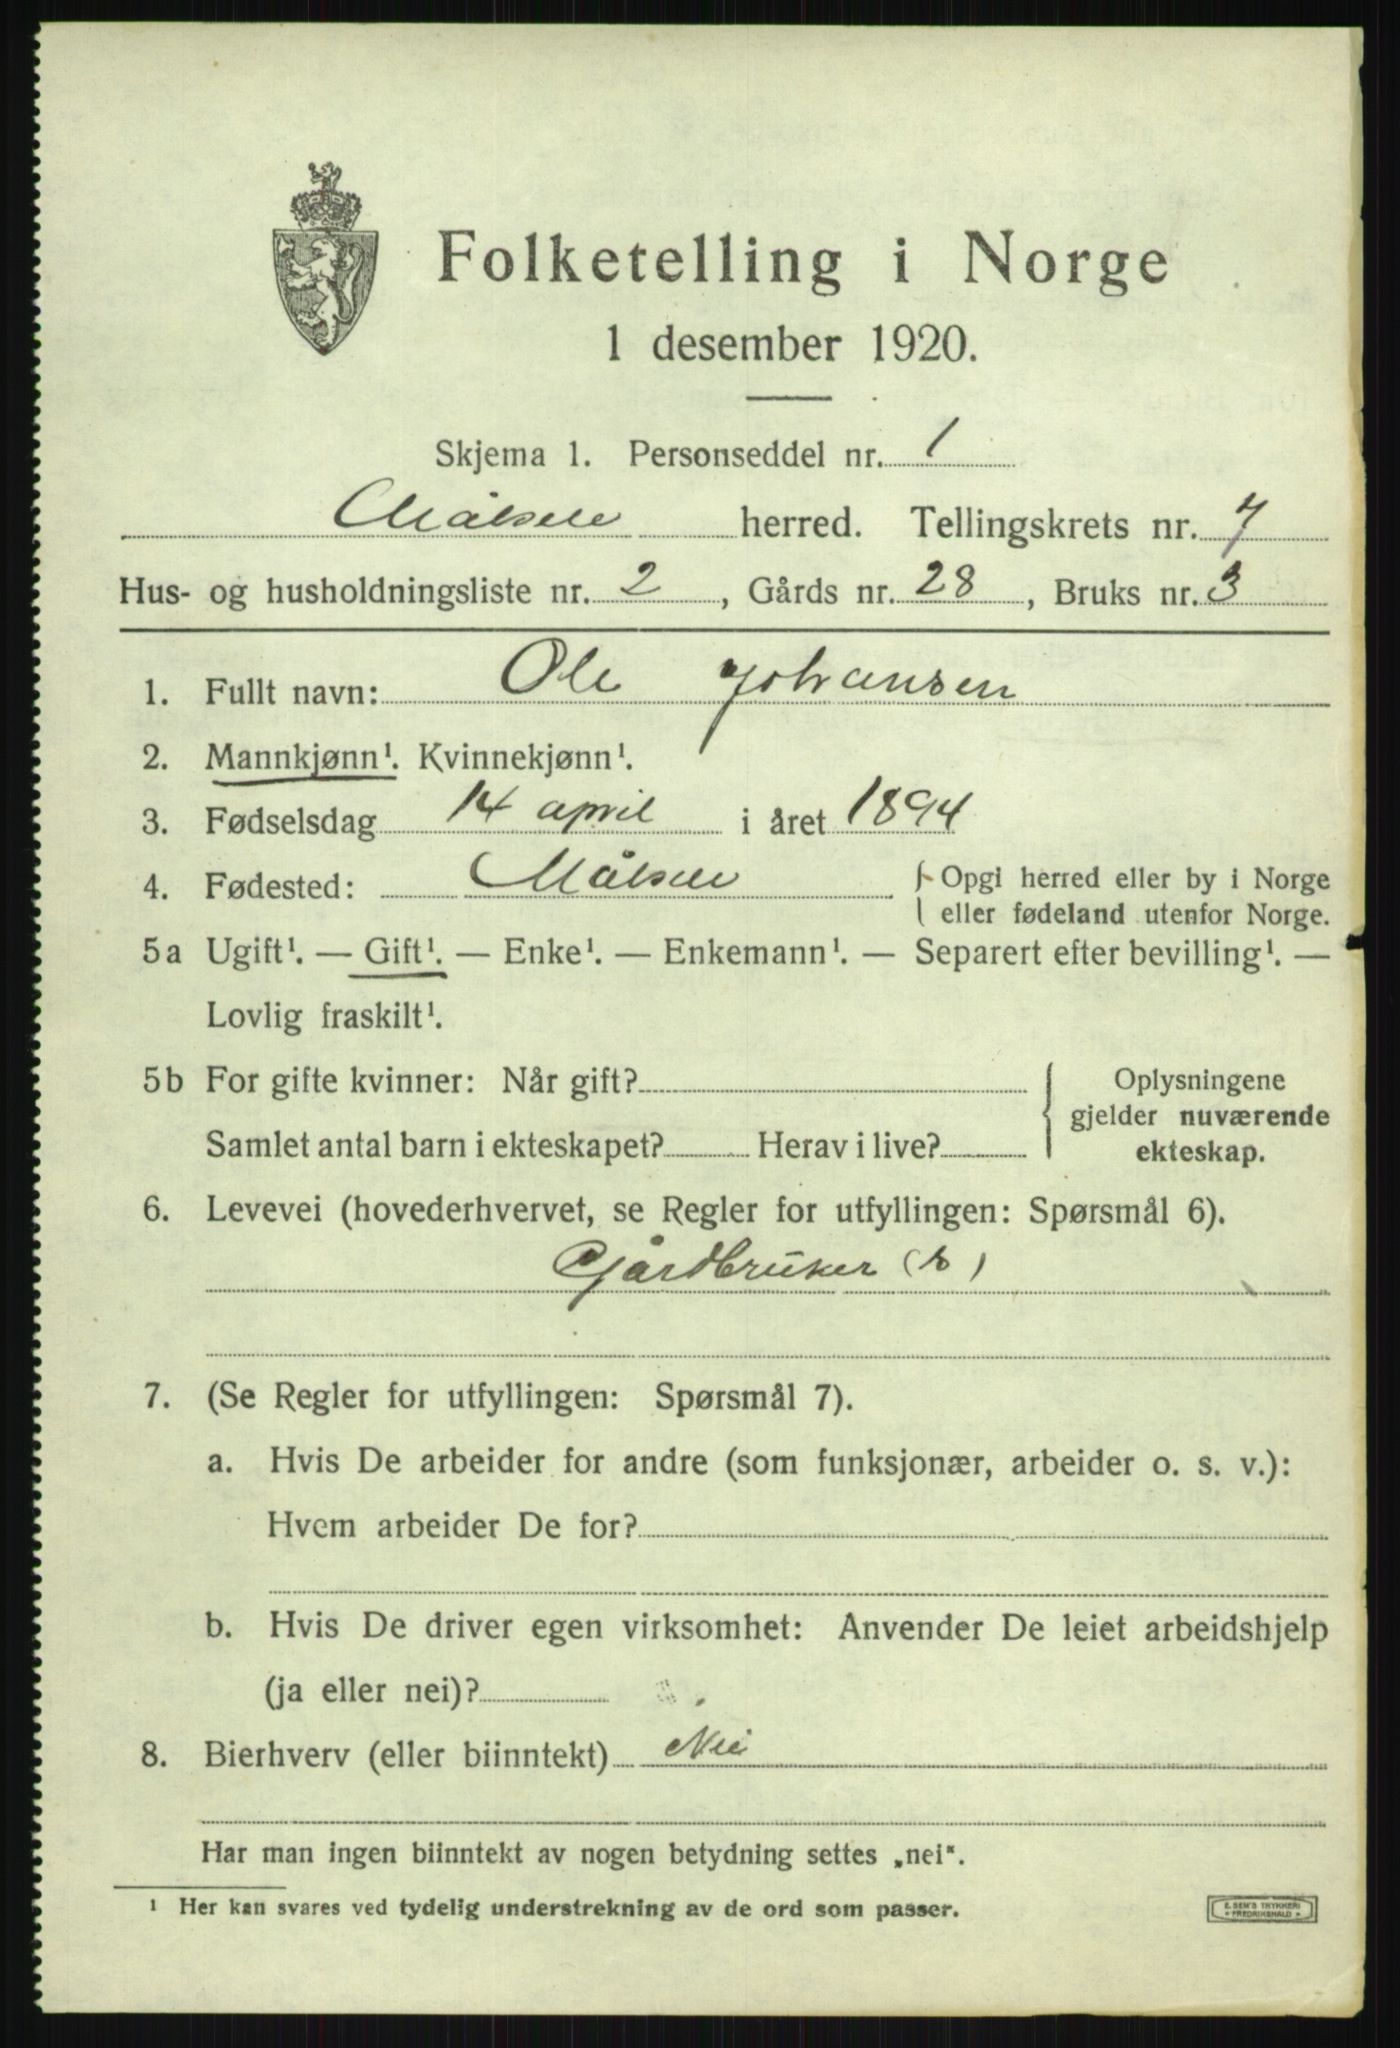 Folketelling i Norge
1 desember 1920.
Skjema 1. Personseddel nr. 1
Målselv herred. Tellingskrets nr. 7
Hus- og husholdningsliste nr. 2, Gårds nr. 28, Bruks nr. 3
1. Fullt navn: Ole Johansen
2. Mannkjønn¹. Kvinnekjønn¹.
3. Fødselsdag 14 april i året 1894
4. Fødested: Målselv { Opgi herred eller by i Norge
eller fødeland utenfor Norge.
5a Ugift¹. — Gift¹. — Enke¹. — Enkemann¹. — Separert efter bevilling¹. —
Lovlig fraskilt¹.
5b For gifte kvinner: Når gift? { Oplysningene
gjelder nuværende
Samlet antal barn i ekteskapet? Herav i live? ekteskap.
6. Levevei (hovederhvervet, se Regler for utfyllingen: Spørsmål 6).
Gårdbruker (s)
7. (Se Regler for utfyllingen: Spørsmål 7).
a. Hvis De arbeider for andre (som funksjonær, arbeider o. s. v.):
Hvem arbeider De for?
b. Hvis De driver egen virksomhet: Anvender De leiet arbeidshjelp
(ja eller nei)?
8. Bierhverv (eller biinntekt) Nei
Har man ingen biinntekt av nogen betydning settes „nei".
¹ Her kan svares ved tydelig understrekning av de ord som passer.
E. SEM'S TRYKKERI
FREDRIKSHALD